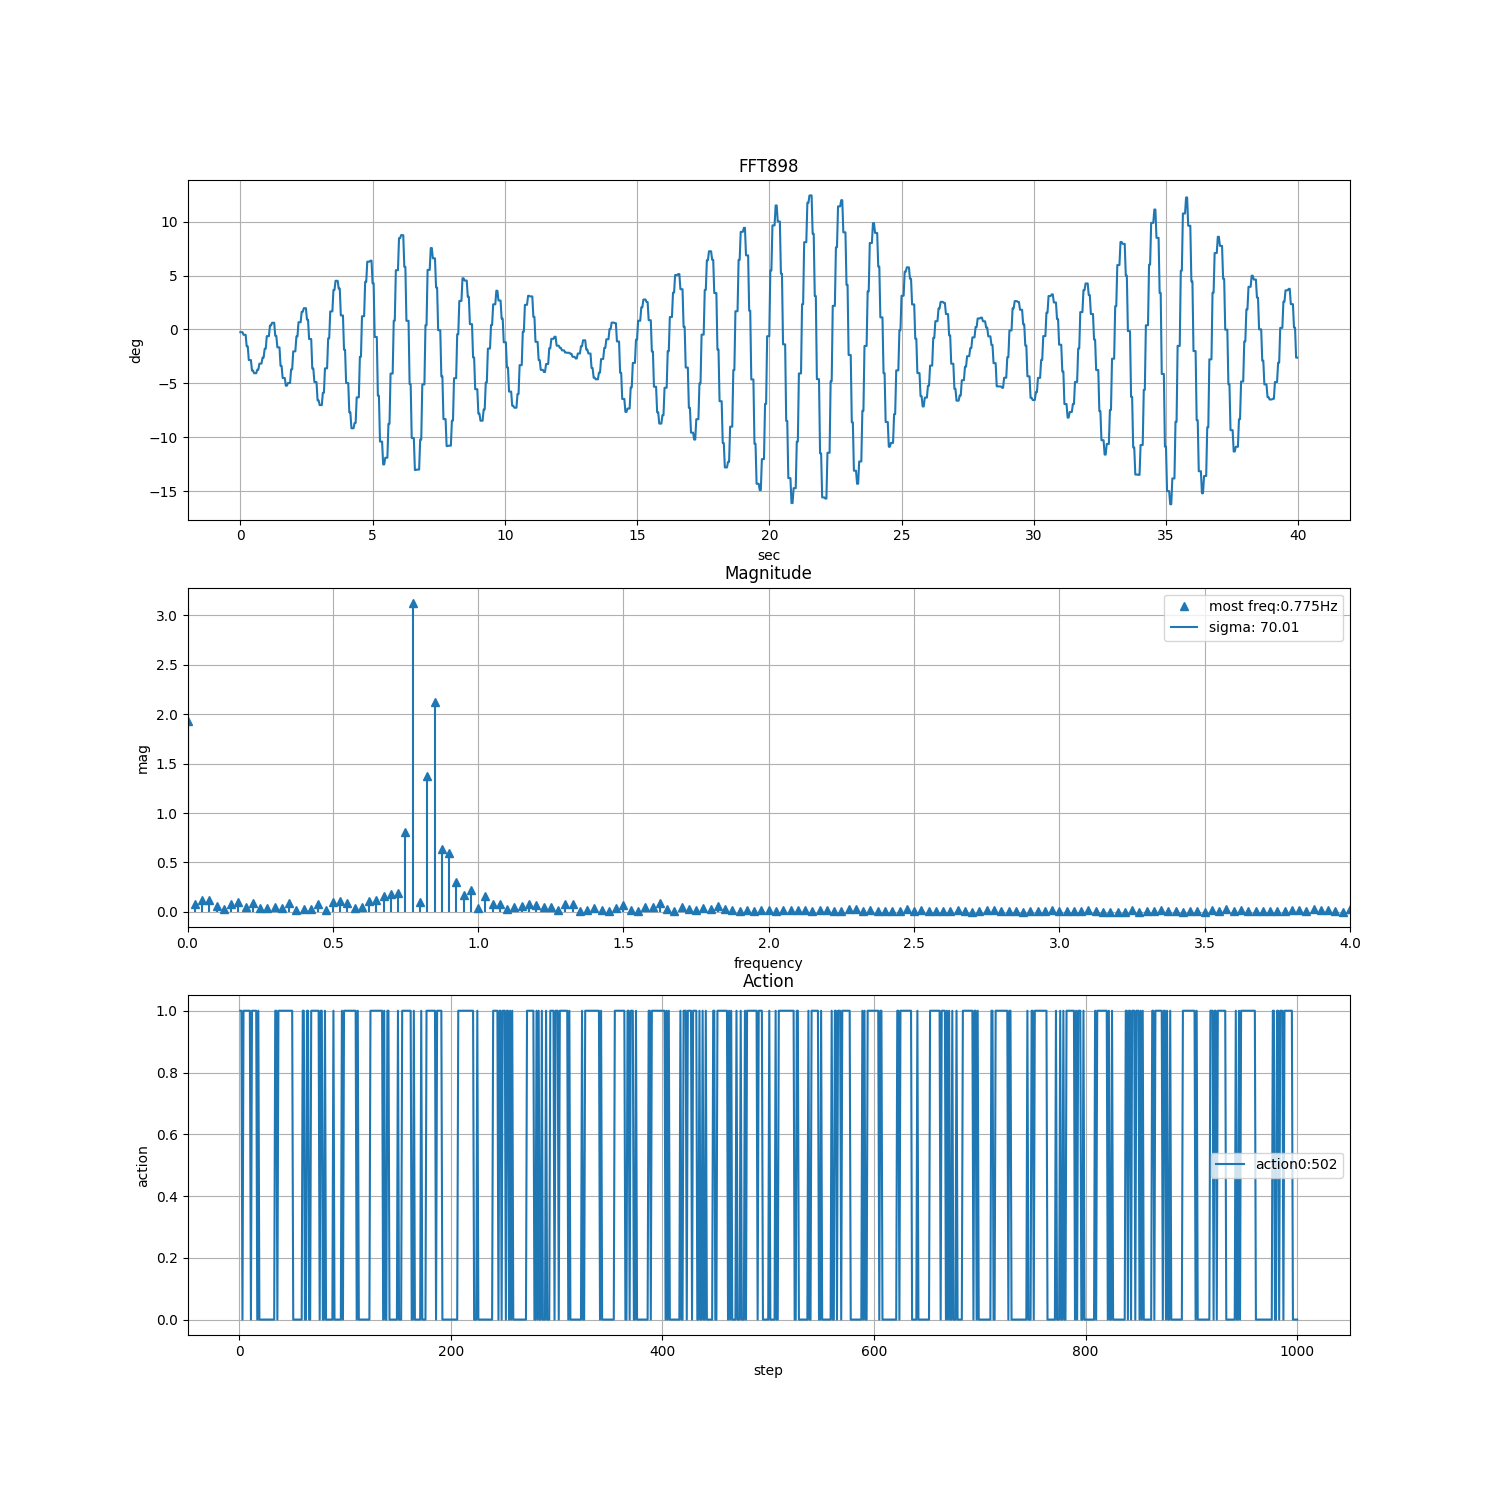 FFT898
deg
10
5
0
−5
−10
−15
0 5 10 15 20 25 30 35 40
sec
Magnitude
mag
3.0
2.5
2.0
1.5
1.0
0.5
0.0
most freq:0.775Hz
sigma: 70.01
0.0 0.5 1.0 1.5 2.0 2.5 3.0 3.5 4.0
frequency
Action
action
1.0
0.8
0.6
0.4
0.2
0.0
action0:502
0 200 400 600 800 1000
step